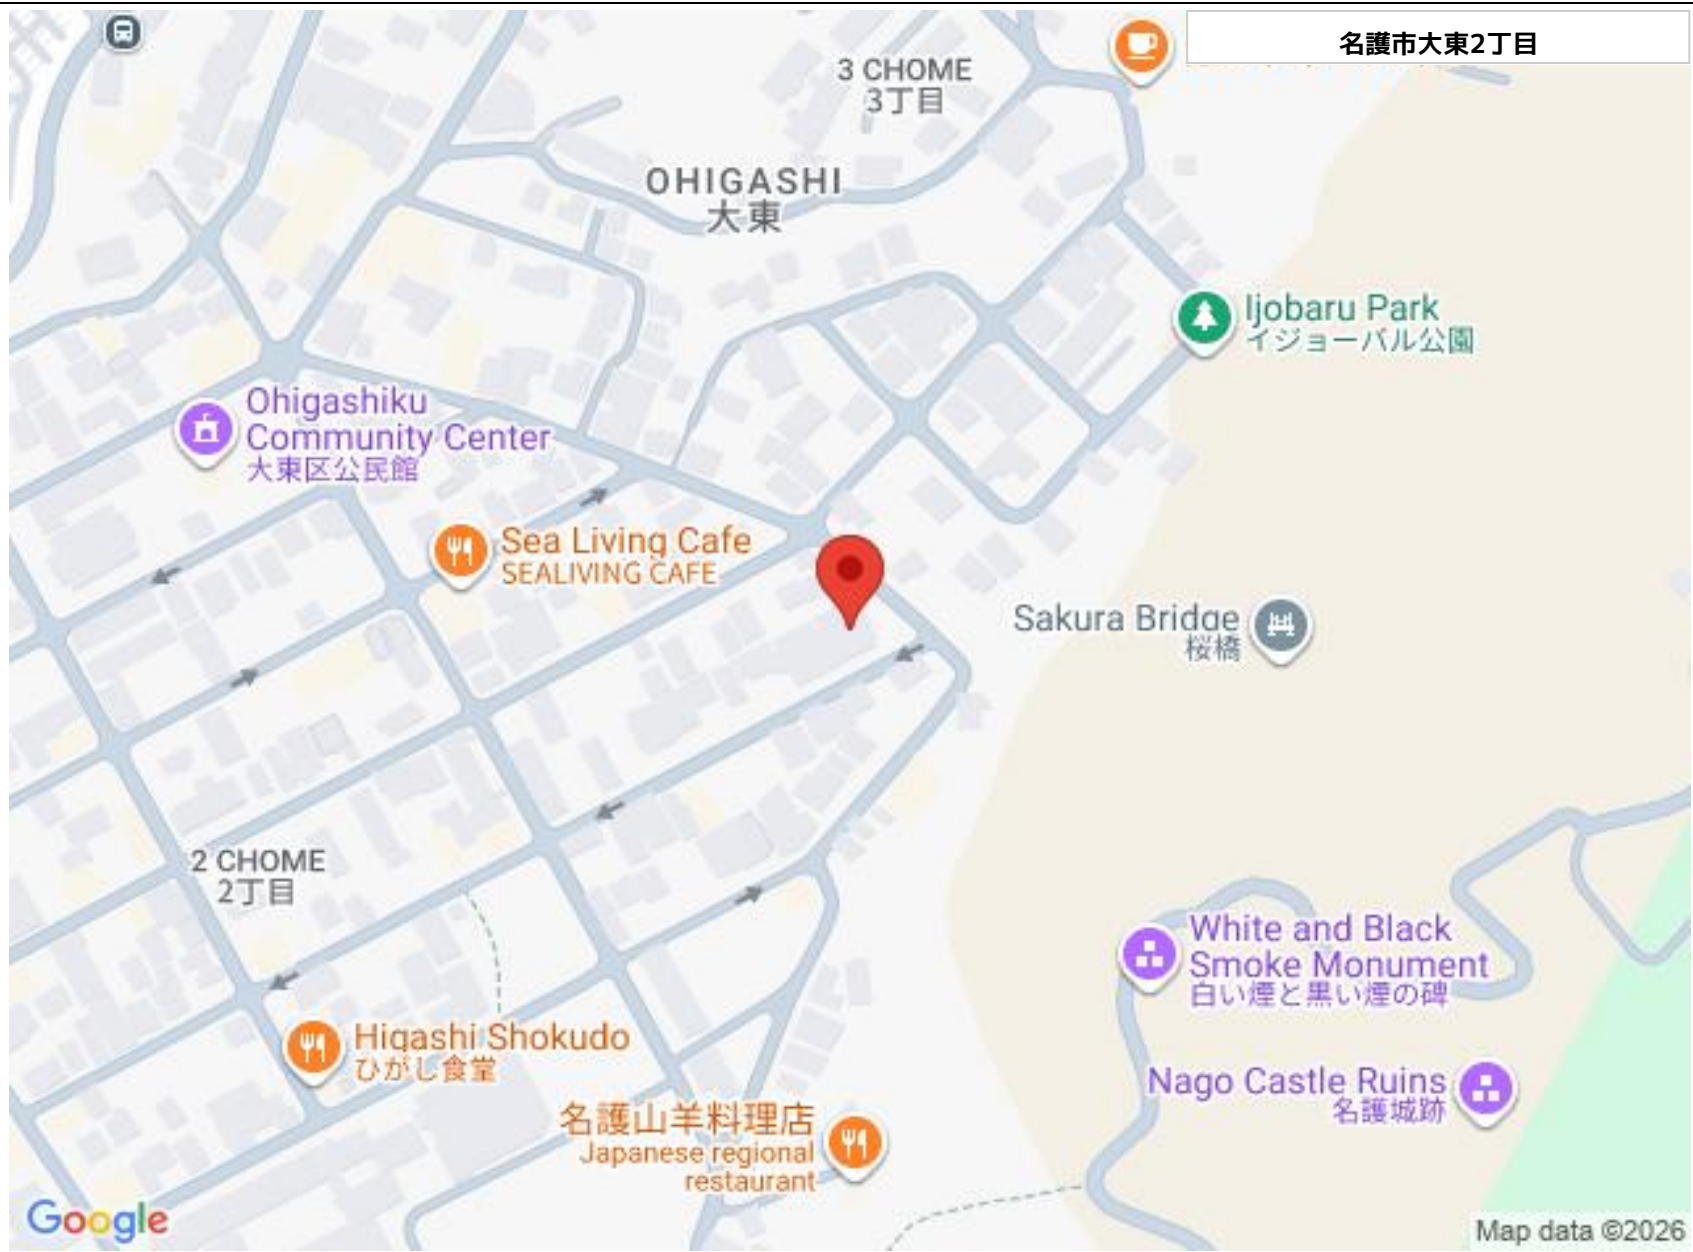 名護市大東2丁目
3 CHOME
3丁目
OHIGASHI
大東
Ijobaru Park
イジョーバル公園
Ohigashiku
Community Center
大東区公民館
Sea Living Cafe
SEALIVING CAFE
Sakura Bridge
桜橋
2 CHOME
2丁目
White and Black
Smoke Monument
白い煙と黒い煙の碑
Higashi Shokudo
ひがし食堂
Nago Castle Ruins
名護城跡
名護山羊料理店
Japanese regional
restaurant
Google
Map data ©2026